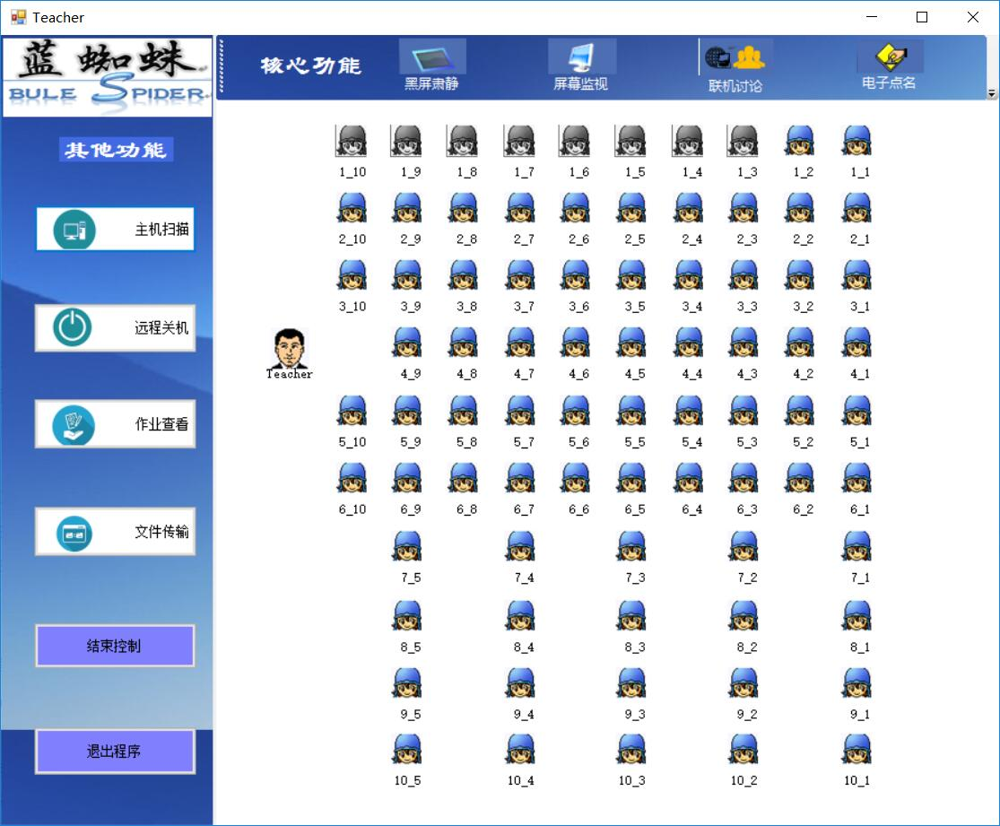 Teacher
蓝蜘蛛
BULE SPIDER
核心功能
黑屏肃静
屏幕监视
联机讨论
电子点名
其他功能
主机扫描
远程关机
作业查看
文件传输
结束控制
退出程序
1_10 1_9 1_8 1_7 1_6 1_5 1_4 1_3 1_2 1_1
2_10 2_9 2_8 2_7 2_6 2_5 2_4 2_3 2_2 2_1
3_10 3_9 3_8 3_7 3_6 3_5 3_4 3_3 3_2 3_1
Teacher 4_9 4_8 4_7 4_6 4_5 4_4 4_3 4_2 4_1
5_10 5_9 5_8 5_7 5_6 5_5 5_4 5_3 5_2 5_1
6_10 6_9 6_8 6_7 6_6 6_5 6_4 6_3 6_2 6_1
7_5 7_4 7_3 7_2 7_1
8_5 8_4 8_3 8_2 8_1
9_5 9_4 9_3 9_2 9_1
10_5 10_4 10_3 10_2 10_1